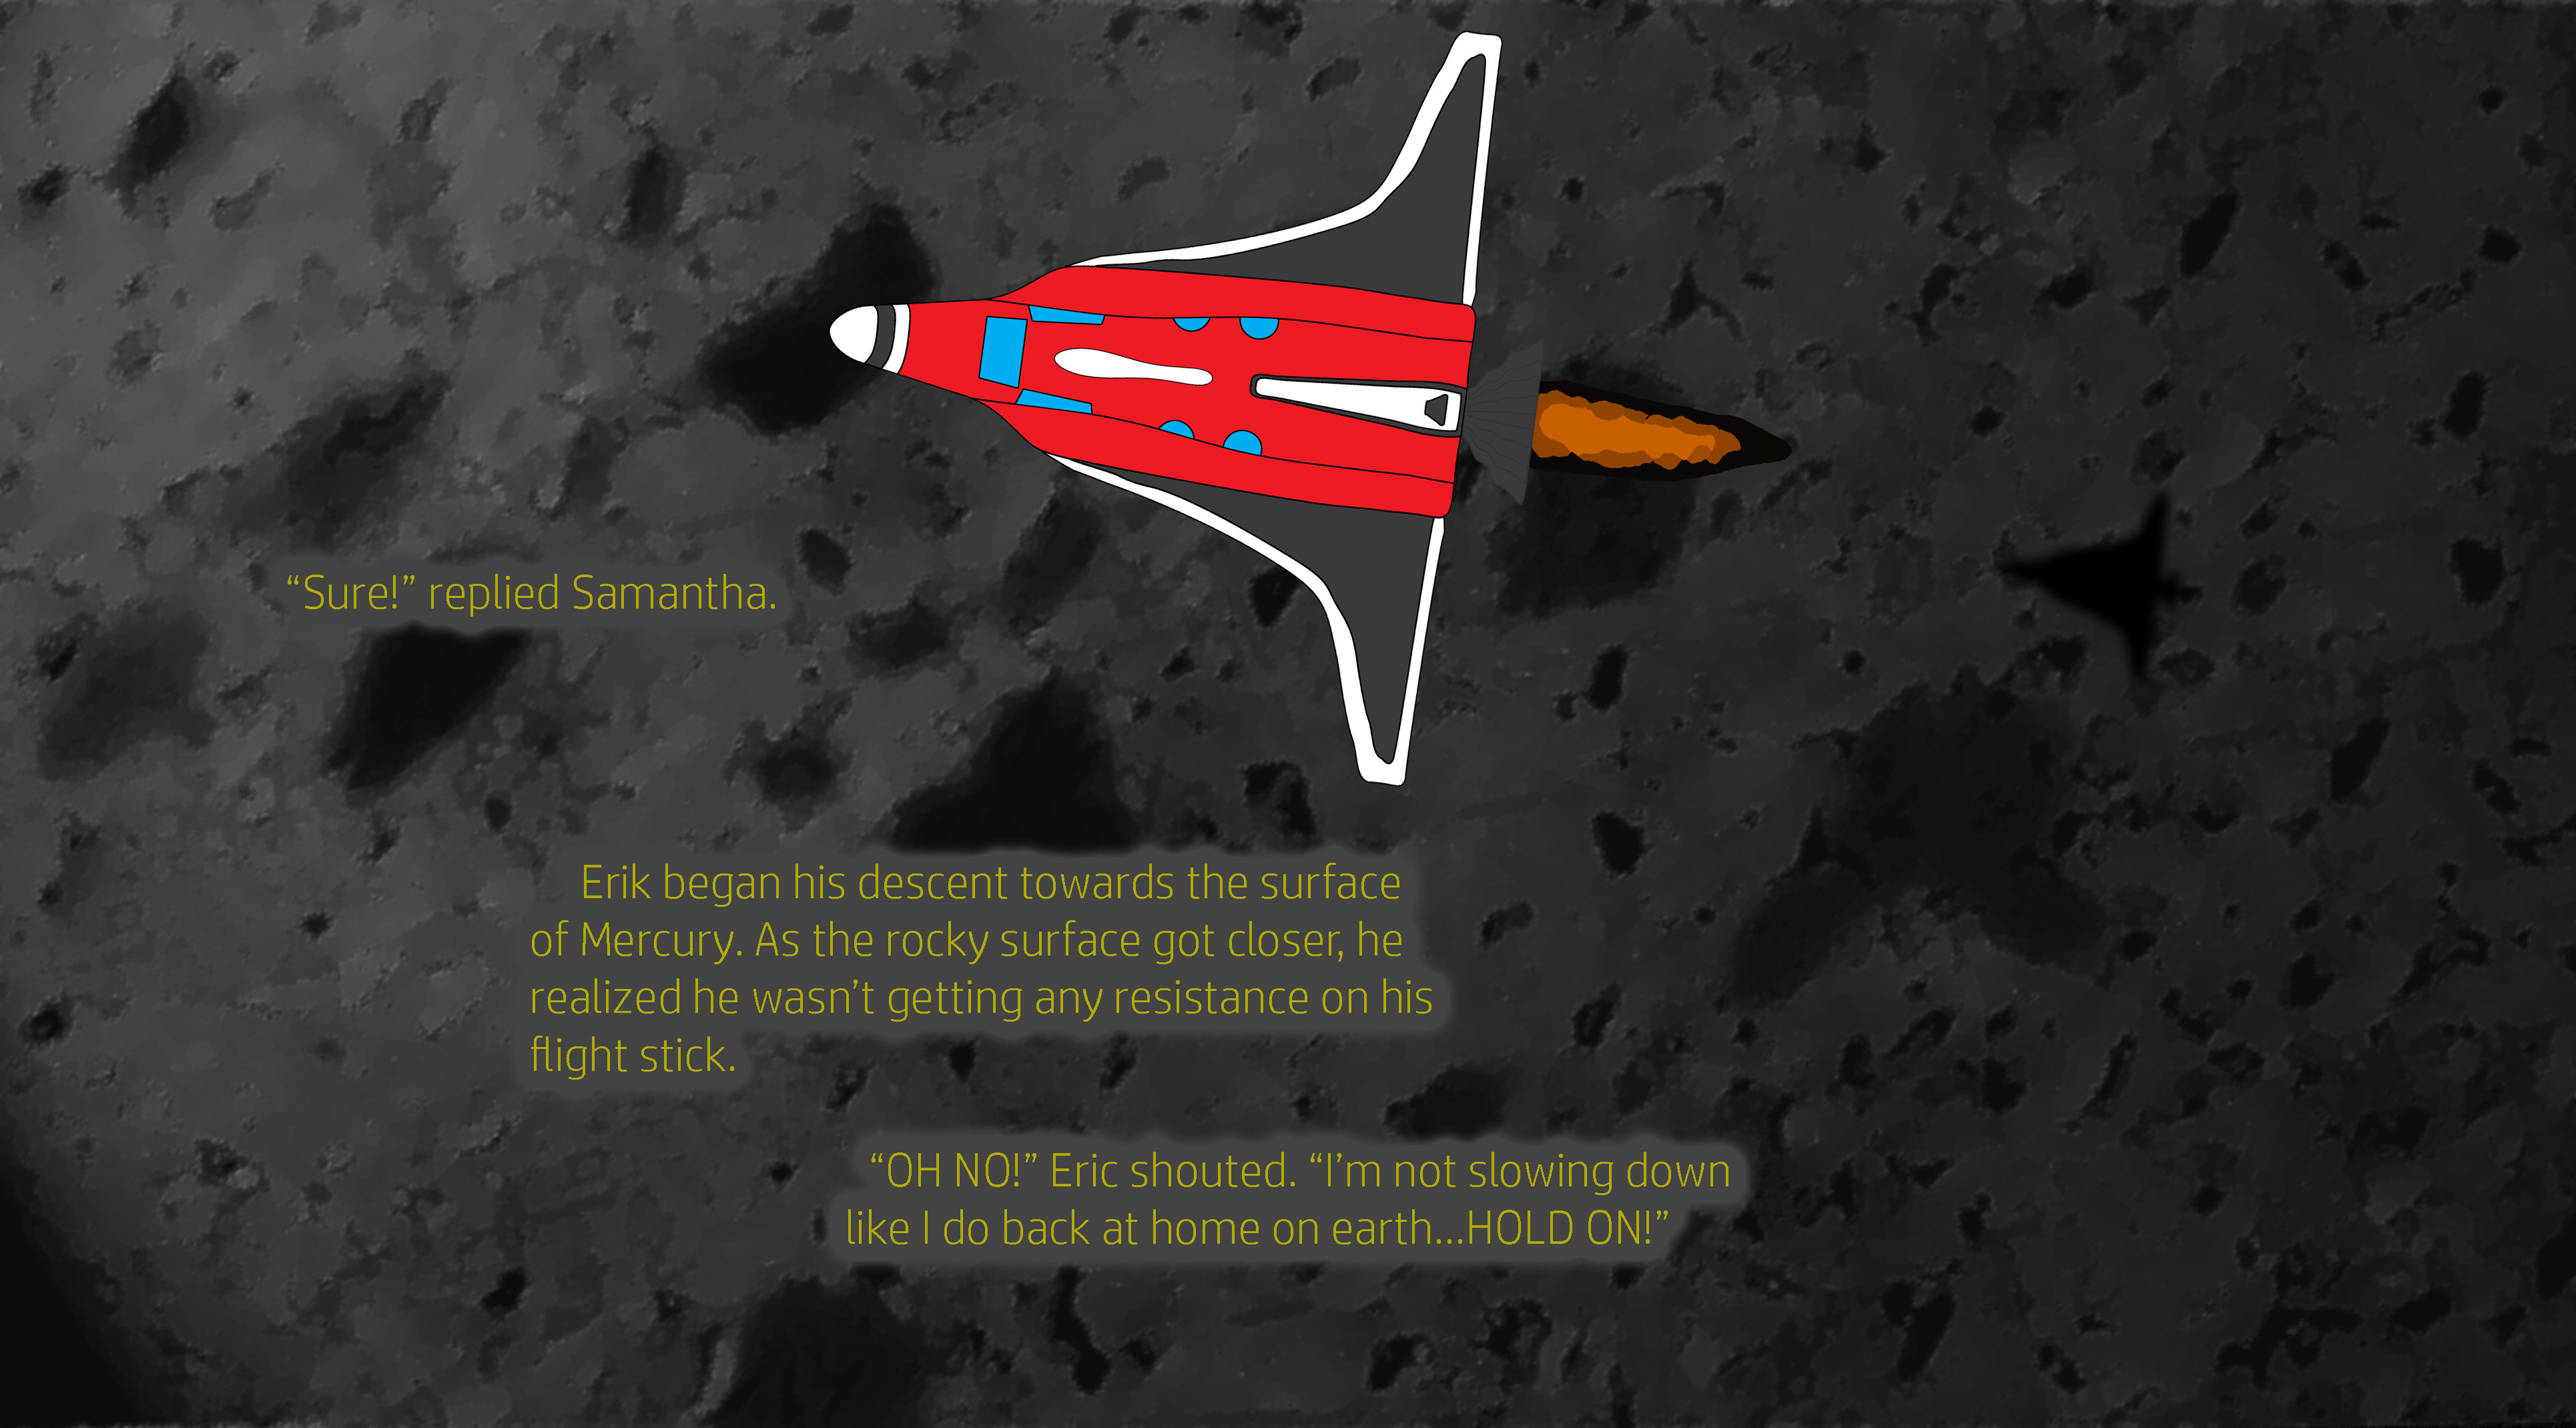 “Sure!” replied Samantha.
Erik began his descent towards the surface
of Mercury. As the rocky surface got closer, he
realized he wasn’t getting any resistance on his
flight stick.
“OH NO!” Eric shouted. “I’m not slowing down
like I do back at home on earth...HOLD ON!”